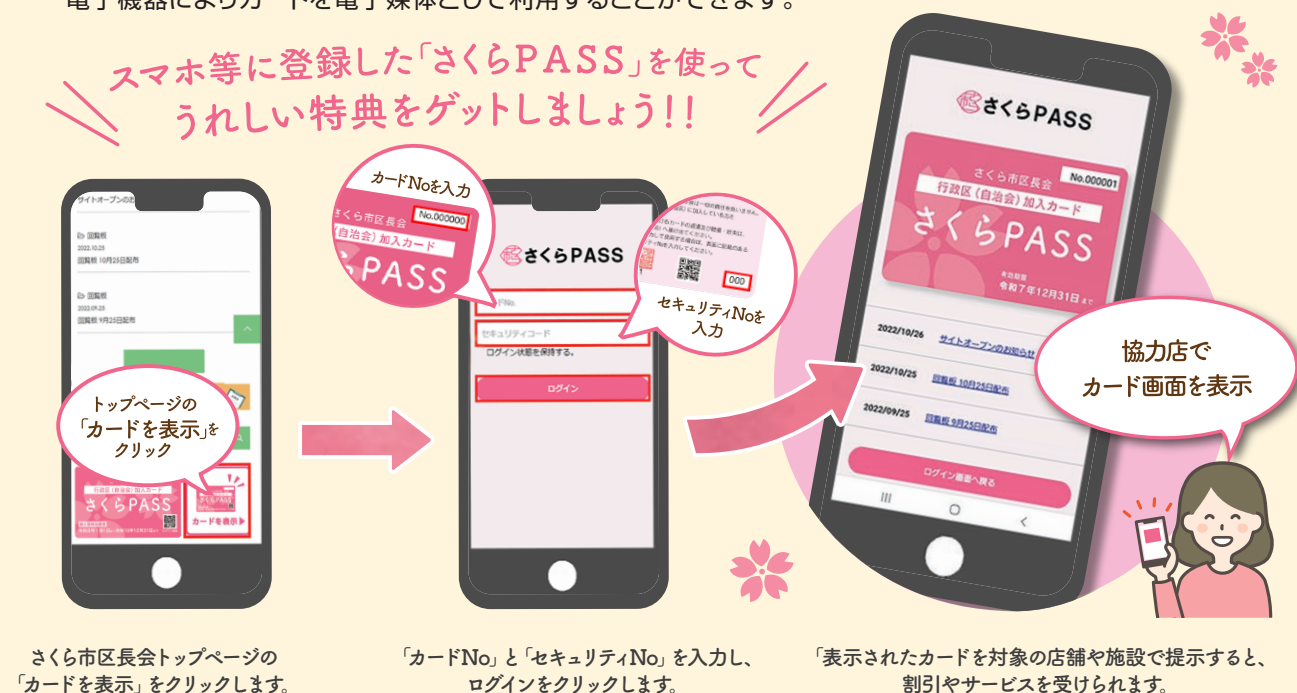 電子機器によりカードを電子媒体として利用することができます。
スマホ等に登録した「さくらPASS」を使って
うれしい特典をゲットしましょう!!
サイトオープンのお
回覧板
2022.10.25
回覧板 10月25日配布
回覧板
2022.09.25
回覧板 9月25日配布
トップページの
「カードを表示」を
クリック
行政区(自治会)加入カード
さくらPASS
カードを表示▶
カードNoを入力
さくら市区長会
No.000000
(自治会)加入カード
PASS
さくらPASS
ドNo.
セキュリティコード
ログイン状態を保持する。
ログイン
000
セキュリティNoを
入力
さくらPASS
さくら市区長会
No.000001
行政区(自治会)加入カード
さくらPASS
有効期限
令和7年12月31日まで
2022/10/26 サイトオープンのお知らせ
2022/10/25 回覧板 10月25日配布
2022/09/25 回覧板 9月25日配布
ログイン画面へ戻る
協力店で
カード画面を表示
さくら市区長会トップページの
「カードを表示」をクリックします。
「カードNo」と「セキュリティNo」を入力し、
ログインをクリックします。
「表示されたカードを対象の店舗や施設で提示すると、
割引やサービスを受けられます。